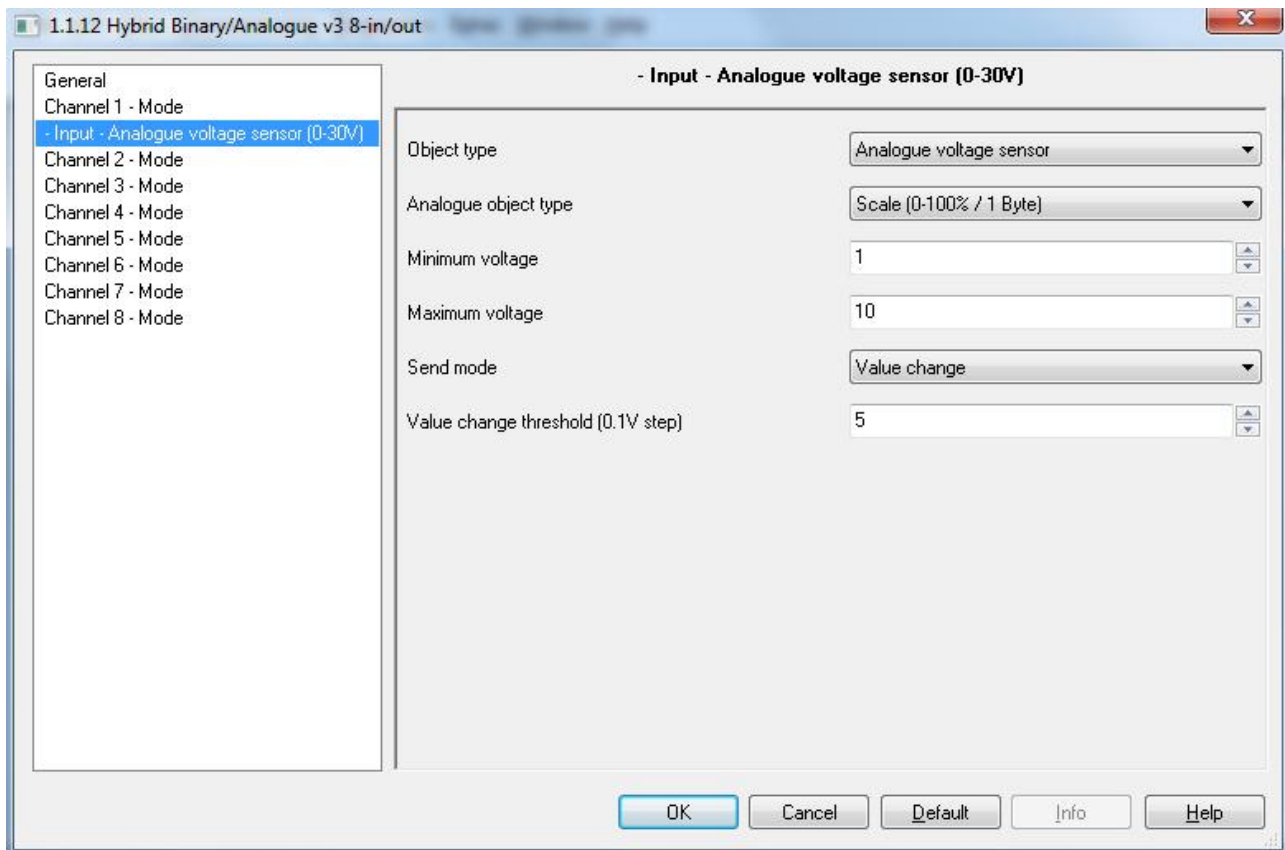 1.1.12 Hybrid Binary/Analogue v3 8-in/out
General
Channel 1 - Mode
- Input - Analogue voltage sensor (0-30V)
Channel 2 - Mode
Channel 3 - Mode
Channel 4 - Mode
Channel 5 - Mode
Channel 6 - Mode
Channel 7 - Mode
Channel 8 - Mode
- Input - Analogue voltage sensor (0-30V)
Object type Analogue voltage sensor
Analogue object type Scale (0-100% / 1 Byte)
Minimum voltage 1
Maximum voltage 10
Send mode Value change
Value change threshold (0.1V step) 5
OK Cancel Default Info Help